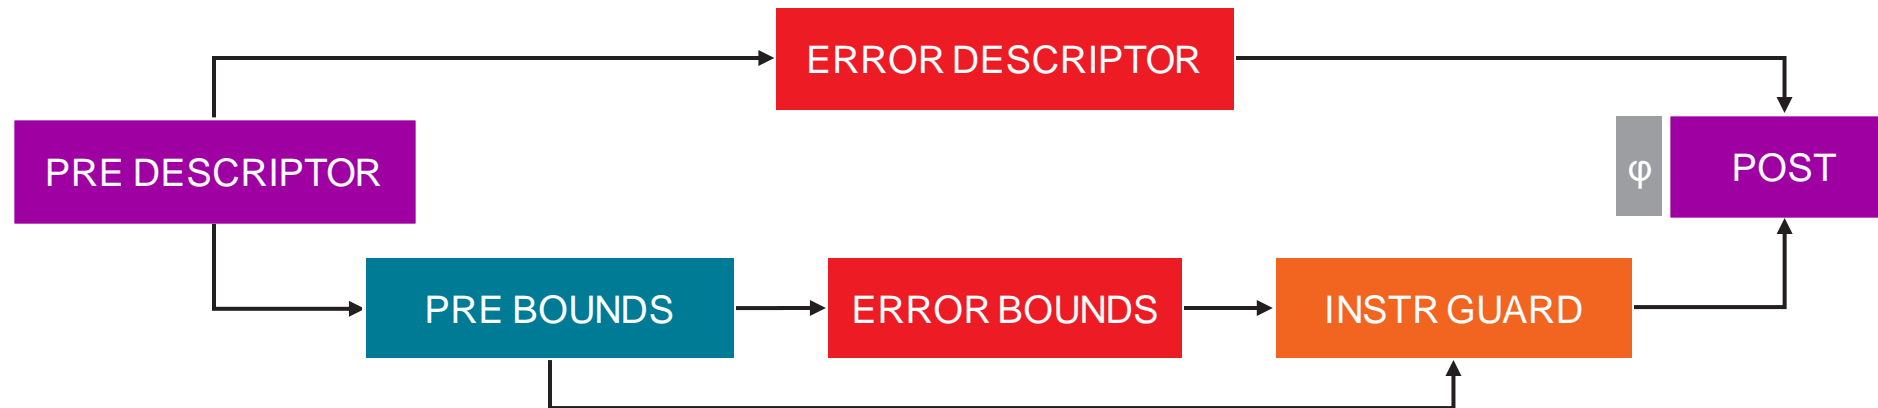 ERROR DESCRIPTOR
PRE DESCRIPTOR
φ
POST
PRE BOUNDS
ERROR BOUNDS
INSTR GUARD